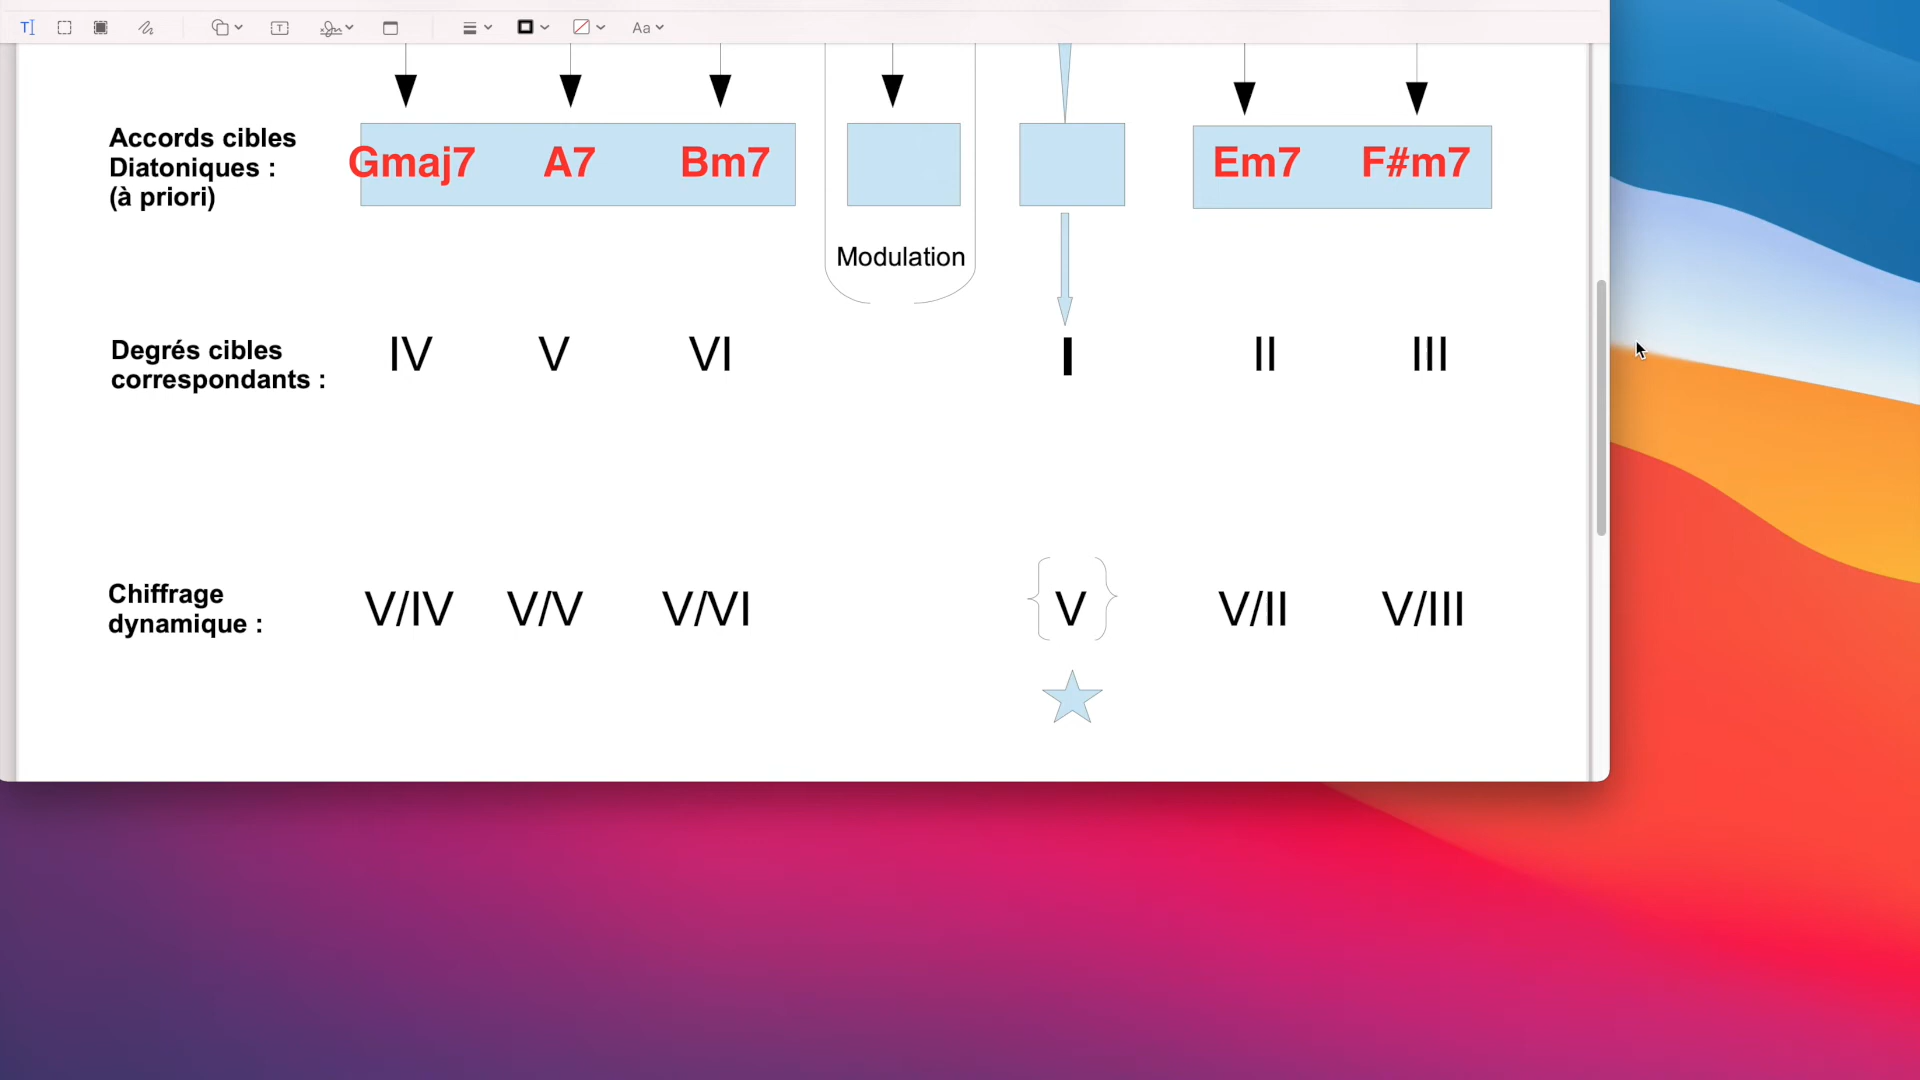 Aa
Accords cibles
Diatoniques :
(à priori)
Gmaj7 A7 Bm7 Em7 F#m7
Modulation
Degrés cibles
correspondants :
IV V VI I II III
Chiffrage
dynamique :
V/IV V/V V/VI { V } V/II V/III